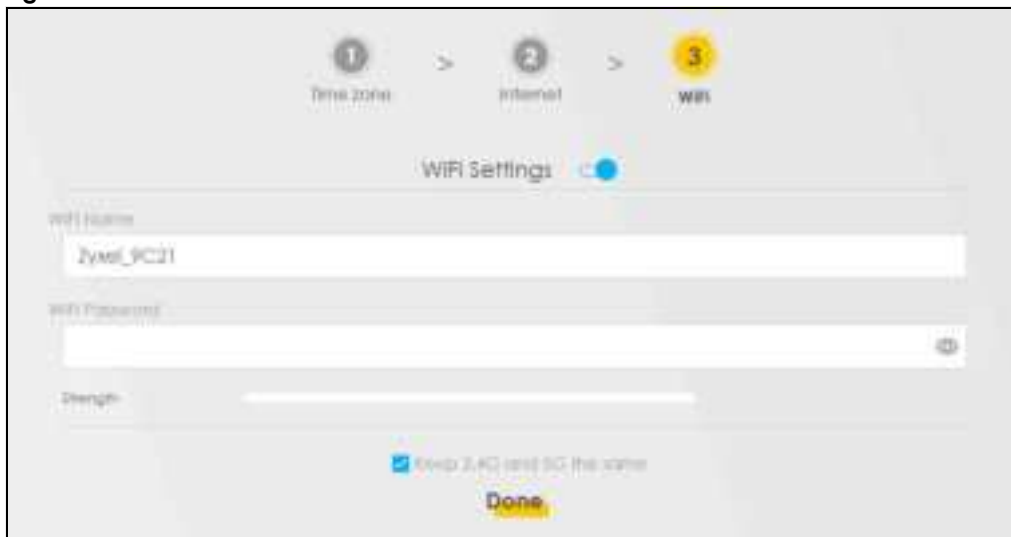 1 > 2 > 3
Time zone Internet WiFi
WiFi Settings
WiFi Name
Zyxel_9C21
WiFi Password
Strength
Keep 2.4G and 5G the same
Done